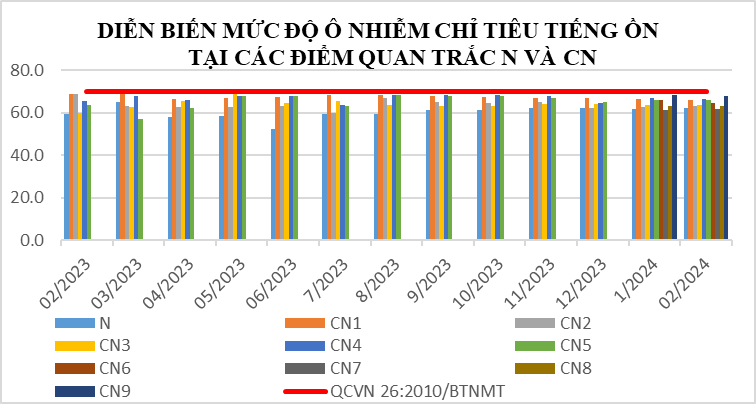 DIỄN BIẾN MỨC ĐỘ Ô NHIỄM CHỈ TIÊU TIẾNG ỒN
TẠI CÁC ĐIỂM QUAN TRẮC N VÀ CN
80.0
60.0
40.0
20.0
0.0
02/2023 03/2023 04/2023 05/2023 06/2023 7/2023 8/2023 9/2023 10/2023 11/2023 12/2023 1/2024 02/2024
N CN1 CN2
CN3 CN4 CN5
CN6 CN7 CN8
CN9 QCVN 26:2010/BTNMT